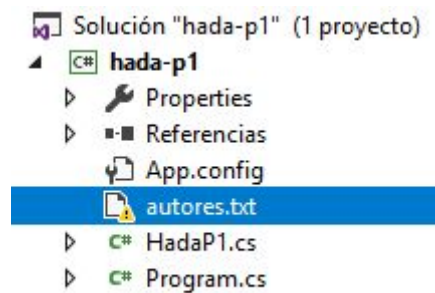 Solución "hada-p1" (1 proyecto)
C# hada-p1
Properties
Referencias
App.config
autores.txt
C# HadaP1.cs
C# Program.cs